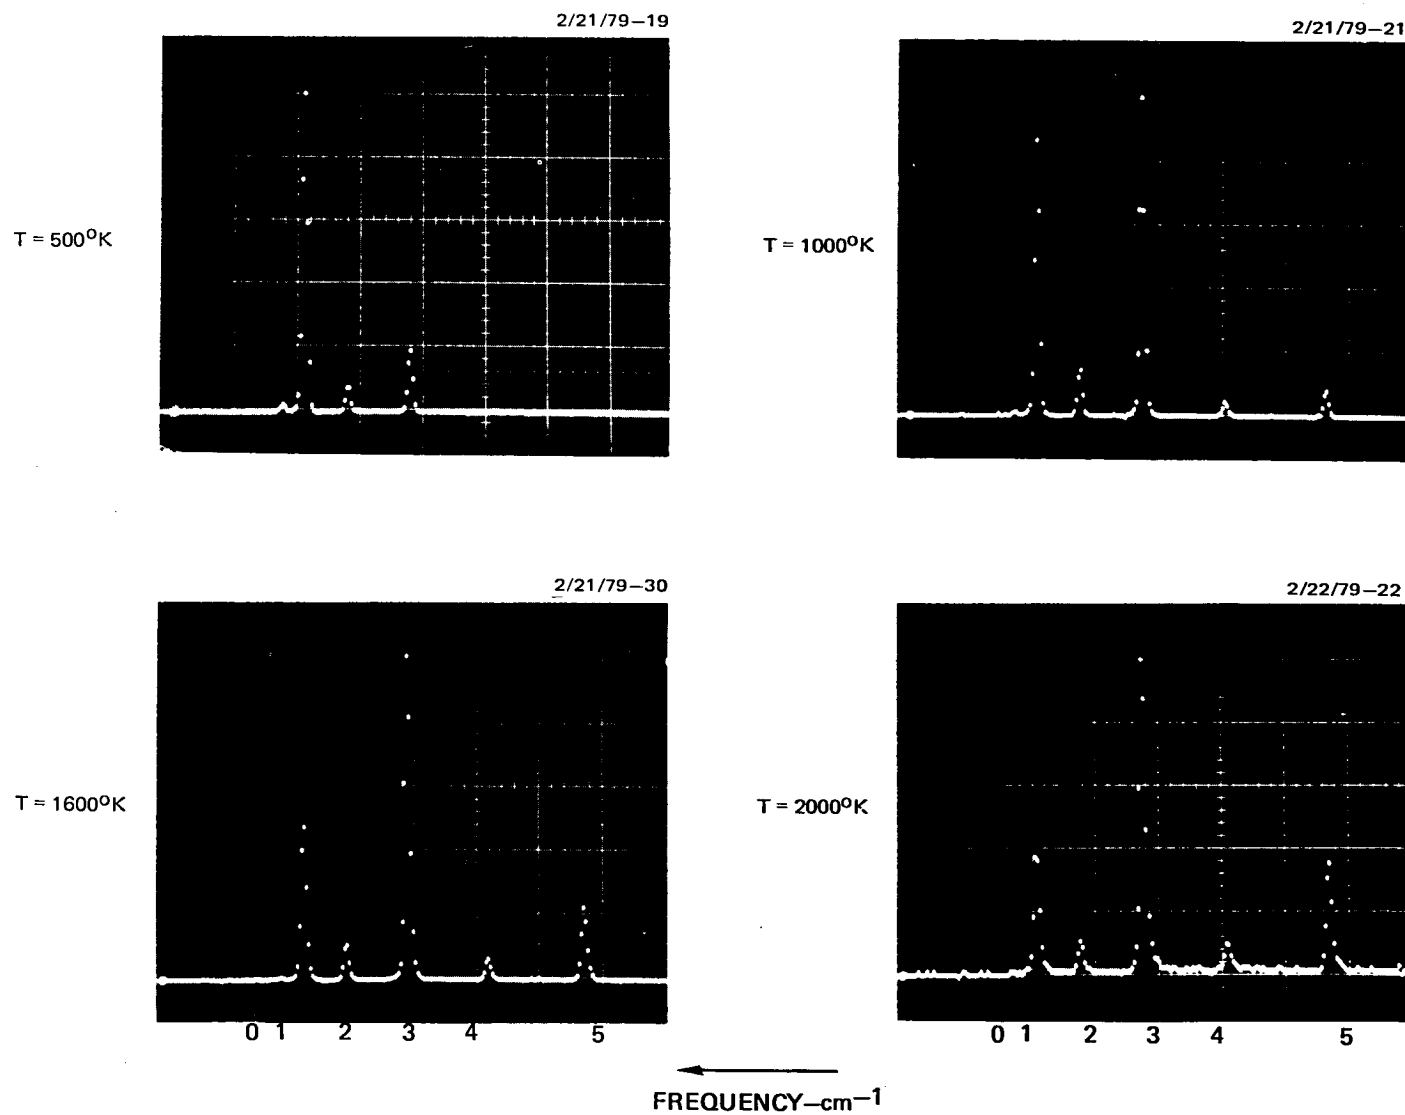 2/21/79–19
2/21/79–21
T = 500°K
T = 1000°K
2/21/79–30
2/22/79–22
T = 1600°K
T = 2000°K
0 1 2 3 4 5
0 1 2 3 4 5
FREQUENCY–cm–1